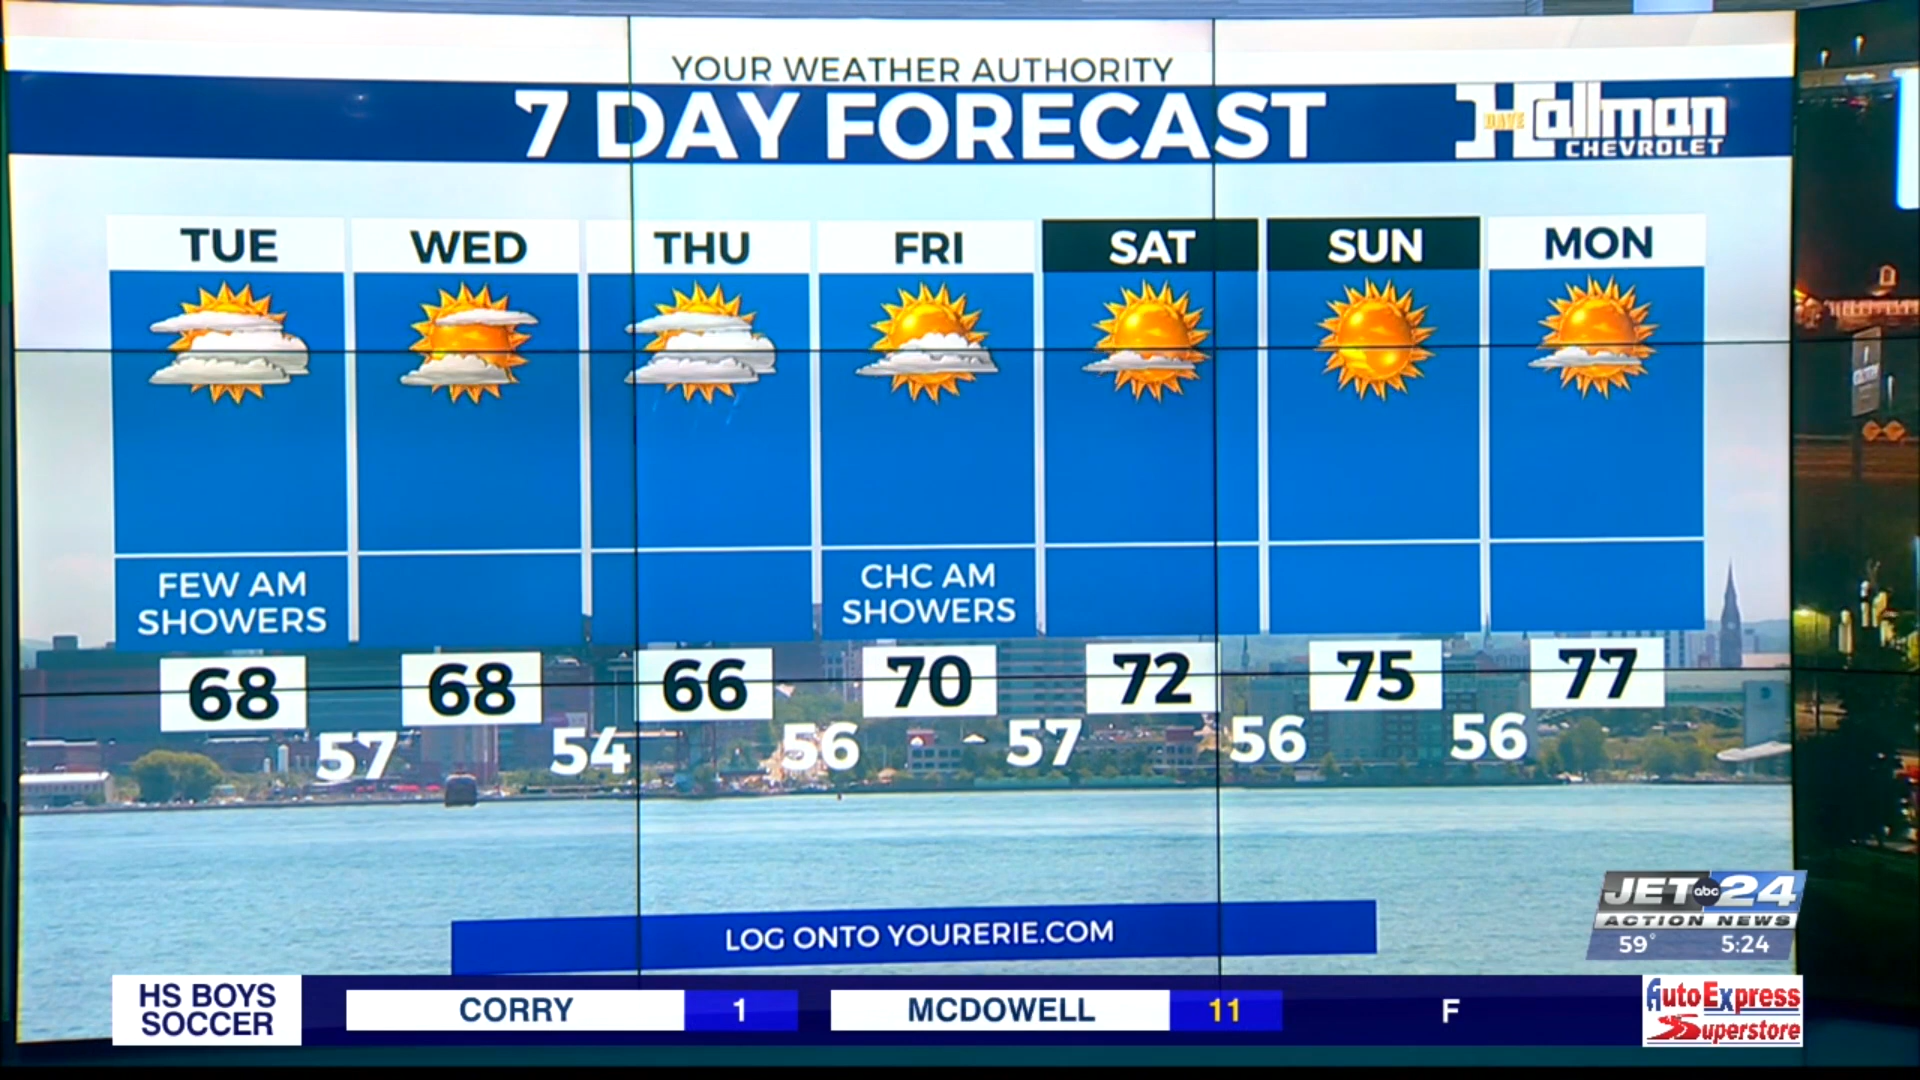 YOUR WEATHER AUTHORITY
7 DAY FORECAST
DAVE Hallman
CHEVROLET
TUE WED THU FRI SAT SUN MON
FEW AM
SHOWERS
CHC AM
SHOWERS
68 68 66 70 72 75 77
57 54 56 57 56 56
LOG ONTO YOURERIE.COM
JET abc 24
ACTION NEWS
59° 5:24
HS BOYS
SOCCER
CORRY 1 MCDOWELL 11 F
AutoExpress
Superstore